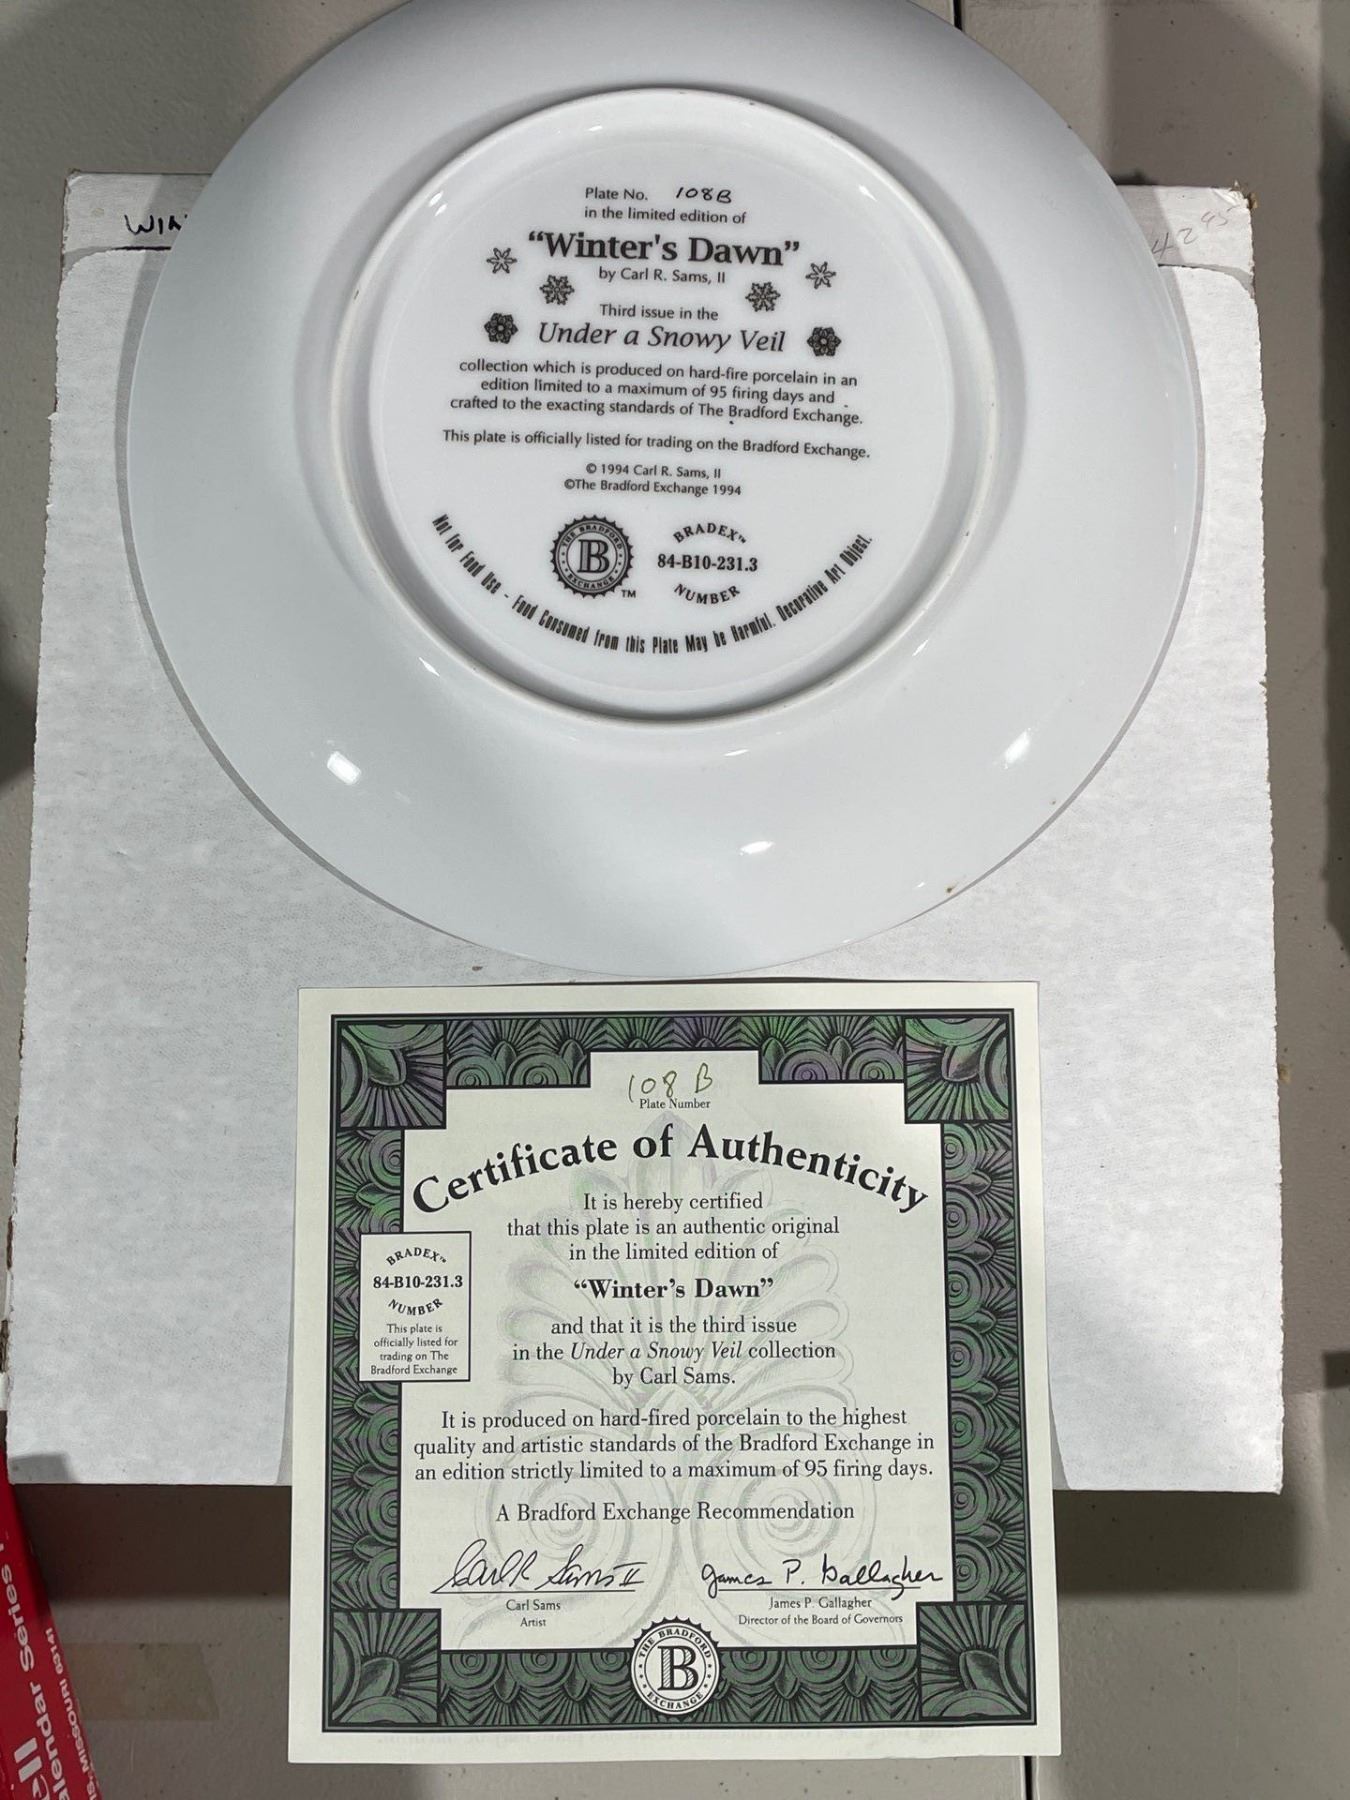 WIN
42 95
Plate No. 108B
in the limited edition of
“Winter's Dawn”
by Carl R. Sams, II
Third issue in the
Under a Snowy Veil
collection which is produced on hard-fire porcelain in an
edition limited to a maximum of 95 firing days and
crafted to the exacting standards of The Bradford Exchange.
This plate is officially listed for trading on the Bradford Exchange.
© 1994 Carl R. Sams, II
©The Bradford Exchange 1994
THE BRADFORD
B
EXCHANGE
TM
BRADEX™
84-B10-231.3
NUMBER
Not for Food Use - Food Consumed from this Plate May be Harmful. Decorative Art Object.
108 B
Plate Number
Certificate of Authenticity
It is hereby certified
that this plate is an authentic original
in the limited edition of
“Winter’s Dawn”
and that it is the third issue
in the Under a Snowy Veil collection
by Carl Sams.
BRADEX™
84-B10-231.3
NUMBER
This plate is
officially listed for
trading on The
Bradford Exchange
It is produced on hard-fired porcelain to the highest
quality and artistic standards of the Bradford Exchange in
an edition strictly limited to a maximum of 95 firing days.
A Bradford Exchange Recommendation
Carl R Sams II
Carl Sams
Artist
James P. Gallagher
James P. Gallagher
Director of the Board of Governors
THE BRADFORD
B
EXCHANGE
Series
MISSOURI 63141